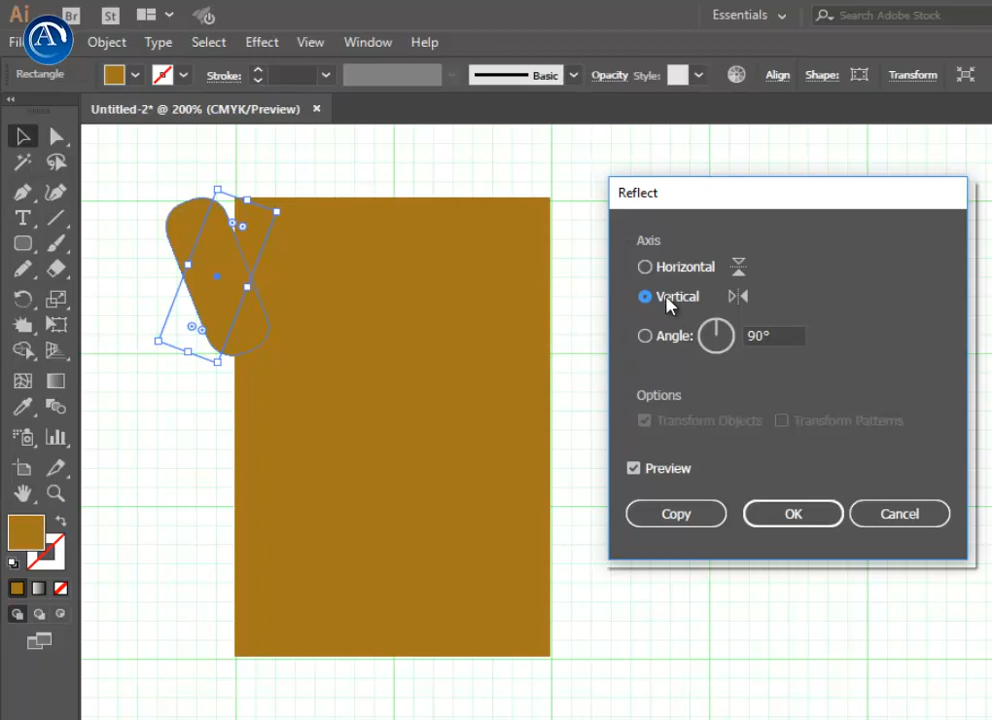 Ai Br St Essentials Search Adobe Stock
A Object Type Select Effect View Window Help
Rectangle Stroke: Basic Opacity Style: Align Shape: Transform
Untitled-2* @ 200% (CMYK/Preview) ×
Reflect
Axis
Horizontal
Vertical
Angle: 90°
Options
Transform Objects Transform Patterns
Preview
Copy OK Cancel